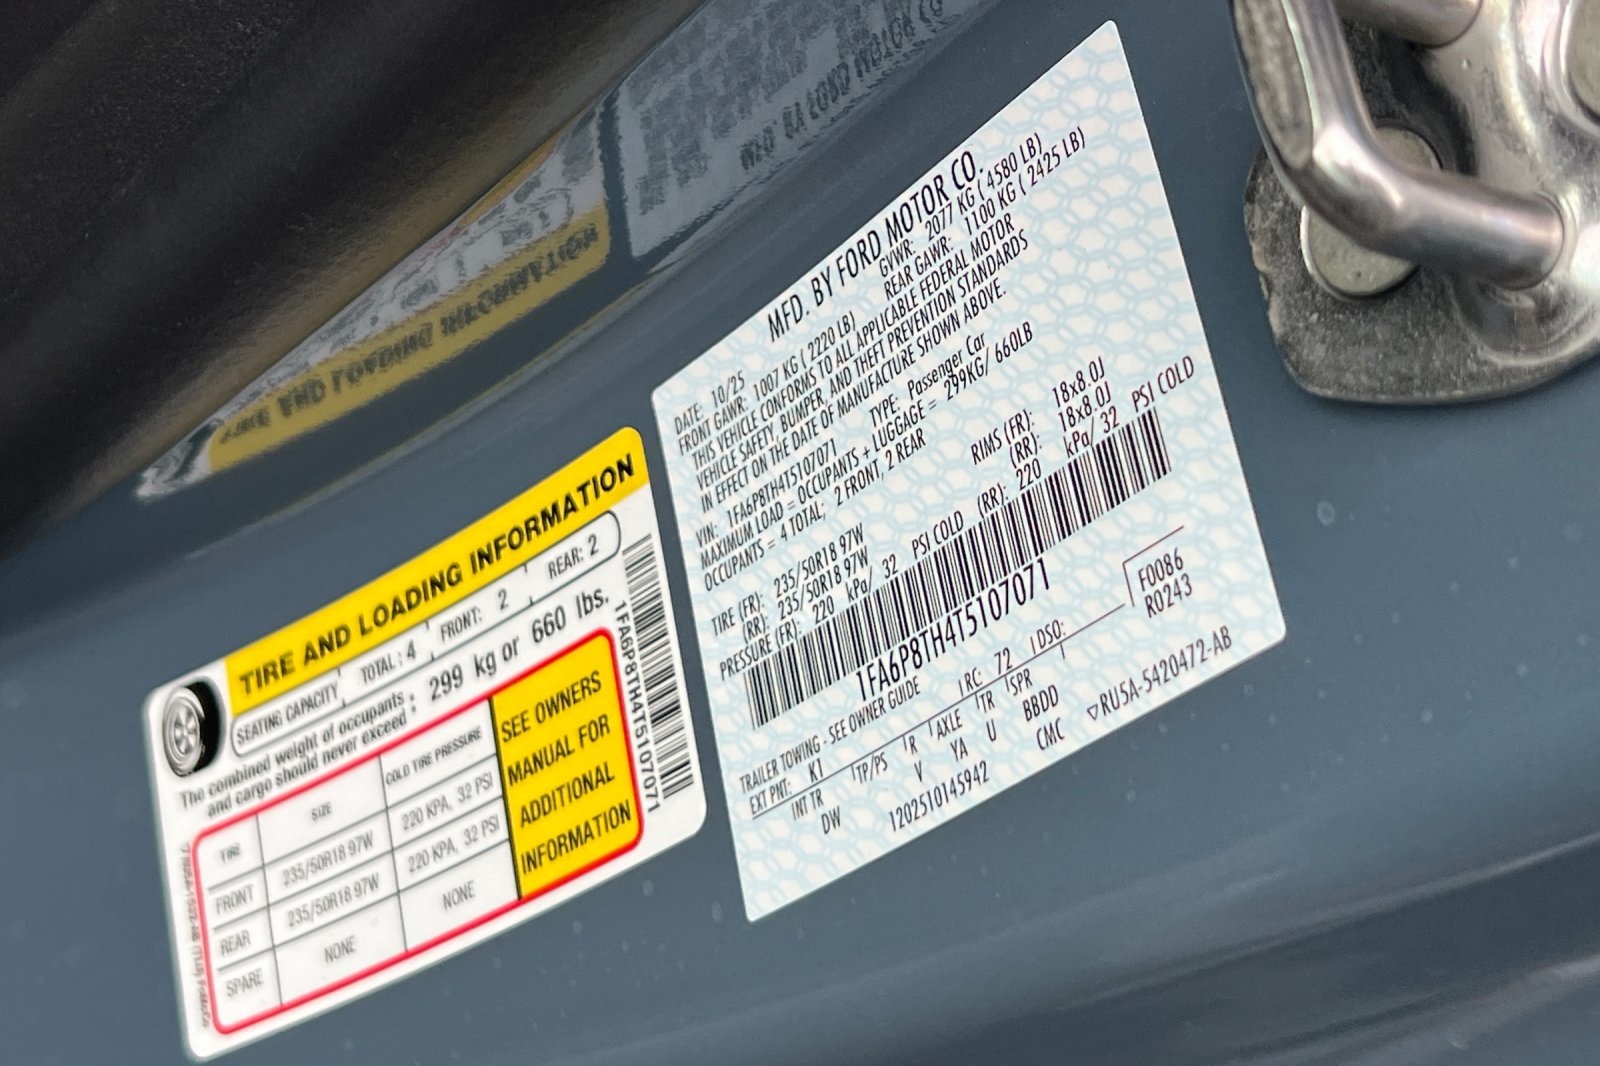 TIRE AND LOADING INFORMATION
SEATING CAPACITY TOTAL: 4 FRONT: 2 REAR: 2
The combined weight of occupants and cargo should never exceed: 299 kg or 660 lbs.
TIRE SIZE COLD TIRE PRESSURE
FRONT 235/50R18 97W 220 KPA, 32 PSI
REAR 235/50R18 97W 220 KPA, 32 PSI
SPARE NONE NONE
SEE OWNERS
MANUAL FOR
ADDITIONAL
INFORMATION
1FA6P8TH4T5107071
MFD. BY FORD MOTOR CO.
DATE: 10/25 GVWR: 2077 KG ( 4580 LB)
FRONT GAWR: 1007 KG ( 2220 LB) REAR GAWR: 1100 KG ( 2425 LB)
THIS VEHICLE CONFORMS TO ALL APPLICABLE FEDERAL MOTOR
VEHICLE SAFETY, BUMPER, AND THEFT PREVENTION STANDARDS
IN EFFECT ON THE DATE OF MANUFACTURE SHOWN ABOVE.
VIN: 1FA6P8TH4T5107071 TYPE: Passenger Car
MAXIMUM LOAD = OCCUPANTS + LUGGAGE = 299KG/ 660LB
OCCUPANTS = 4 TOTAL; 2 FRONT, 2 REAR
TIRE (FR): 235/50R18 97W RIMS (FR): 18x8.0J
(RR): 235/50R18 97W (RR): 18x8.0J
PRESSURE (FR): 220 kPa/ 32 PSI COLD (RR): 220 kPa/ 32 PSI COLD
1FA6P8TH4T5107071
F0086
R0243
TRAILER TOWING - SEE OWNER GUIDE RC: 72 DSO:
EXT PNT: K1
INT TR TP/PS R AXLE TR SPR
DW V YA U BBDD
CMC
1202510145942 ▽RU5A-5420472-AB